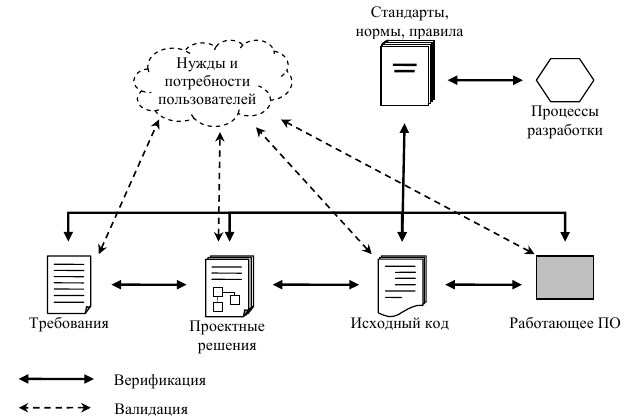 Стандарты,
нормы, правила
Нужды и
потребности
пользователей
Процессы
разработки
Требования
Проектные
решения
Исходный код
Работающее ПО
Верификация
Валидация